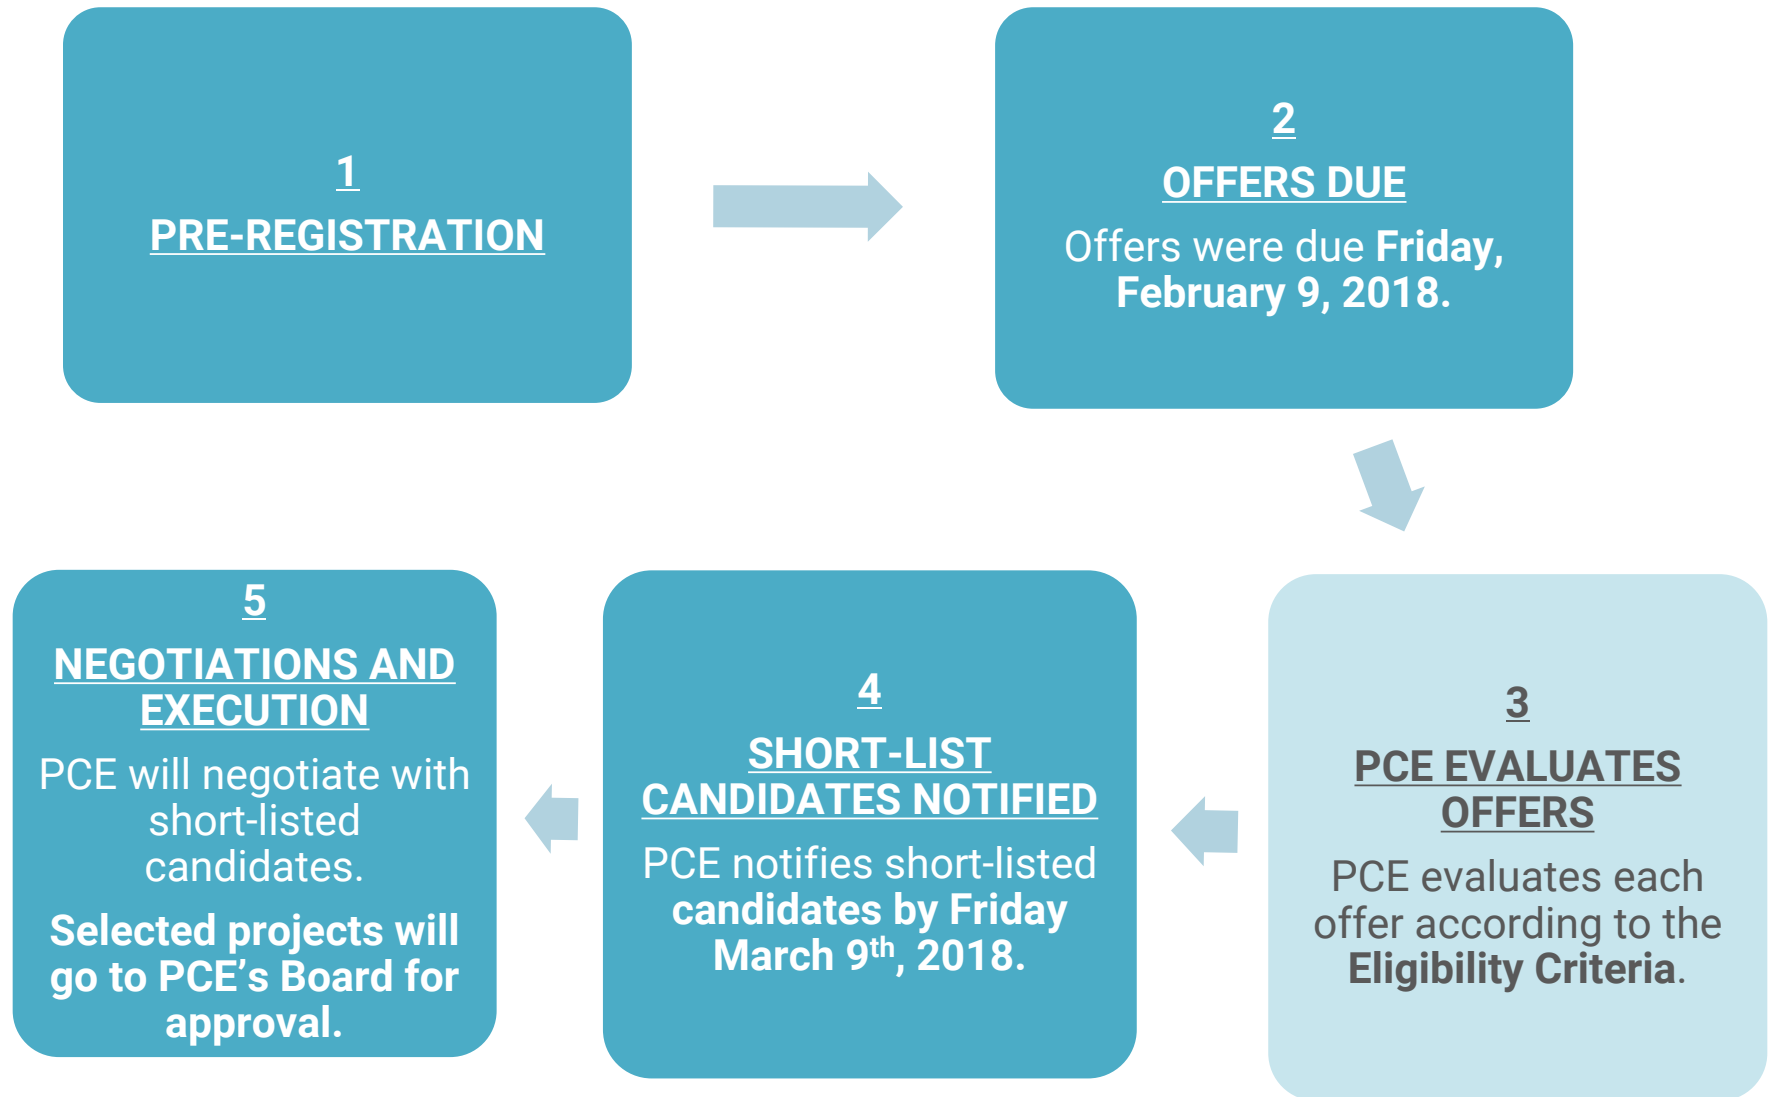 1
PRE-REGISTRATION
2
OFFERS DUE
Offers were due Friday,
February 9, 2018.
3
PCE EVALUATES
OFFERS
PCE evaluates each
offer according to the
Eligibility Criteria.
4
SHORT-LIST
CANDIDATES NOTIFIED
PCE notifies short-listed
candidates by Friday
March 9th, 2018.
5
NEGOTIATIONS AND
EXECUTION
PCE will negotiate with
short-listed
candidates.
Selected projects will
go to PCE’s Board for
approval.